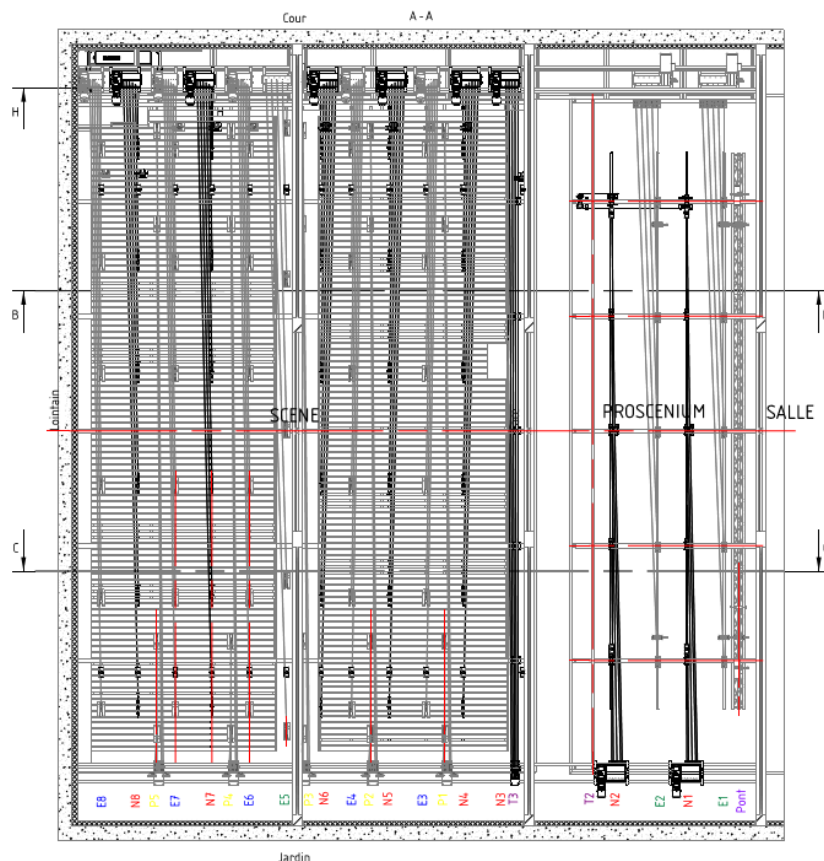 Cour
A-A
H
H
B
Lointain
SCENE
PROSCENIUM
SALLE
C
E8
N8
P5
E7
N7
P4
E6
E5
P3
N6
E4
P2
N5
E3
P1
N4
N3
T3
T2
N2
E2
N1
E1
Pont
Jardin